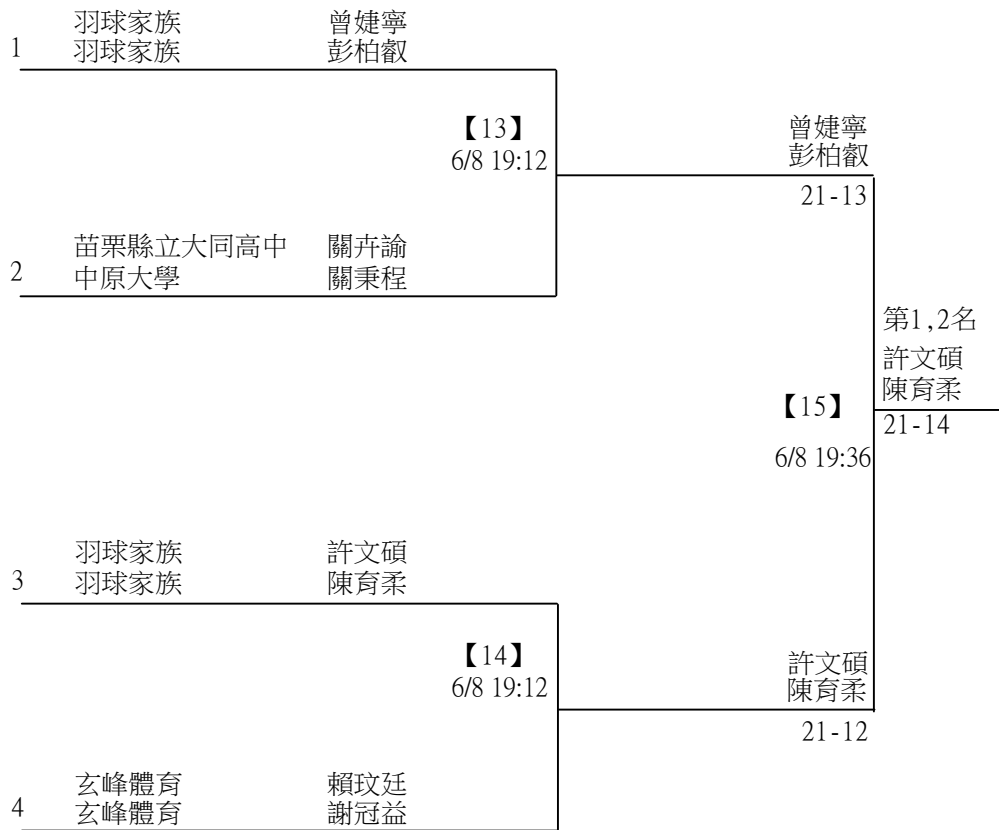 羽球家族 曾婕寧
1 羽球家族 彭柏叡
【13】
6/8 19:12
曾婕寧
彭柏叡
21-13
苗栗縣立大同高中 關卉諭
2 中原大學 關秉程
第1,2名
許文碩
陳育柔
【15】
21-14
6/8 19:36
羽球家族 許文碩
3 羽球家族 陳育柔
【14】
6/8 19:12
許文碩
陳育柔
21-12
玄峰體育 賴玟廷
4 玄峰體育 謝冠益